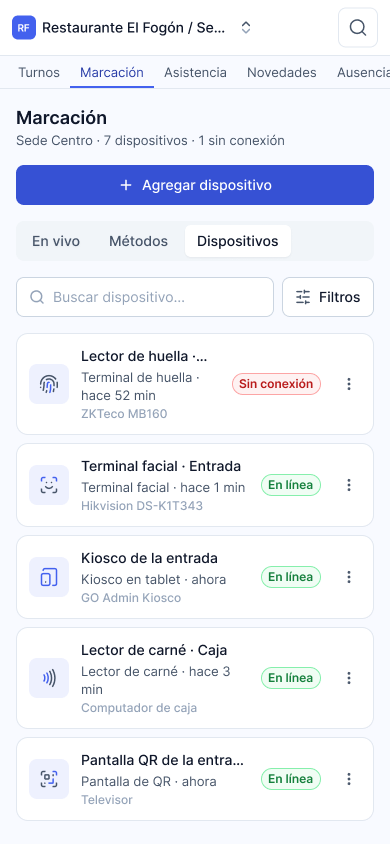 RF Restaurante El Fogón / Se...
Turnos Marcación Asistencia Novedades Ausencia
Marcación
Sede Centro · 7 dispositivos · 1 sin conexión
+ Agregar dispositivo
En vivo Métodos Dispositivos
Buscar dispositivo... Filtros
Lector de huella ·...
Terminal de huella ·
hace 52 min
ZKTeco MB160
Sin conexión
Terminal facial · Entrada
Terminal facial · hace 1 min
Hikvision DS-K1T343
En línea
Kiosco de la entrada
Kiosco en tablet · ahora
GO Admin Kiosco
En línea
Lector de carné · Caja
Lector de carné · hace 3
min
Computador de caja
En línea
Pantalla QR de la entra...
Pantalla de QR · ahora
Televisor
En línea